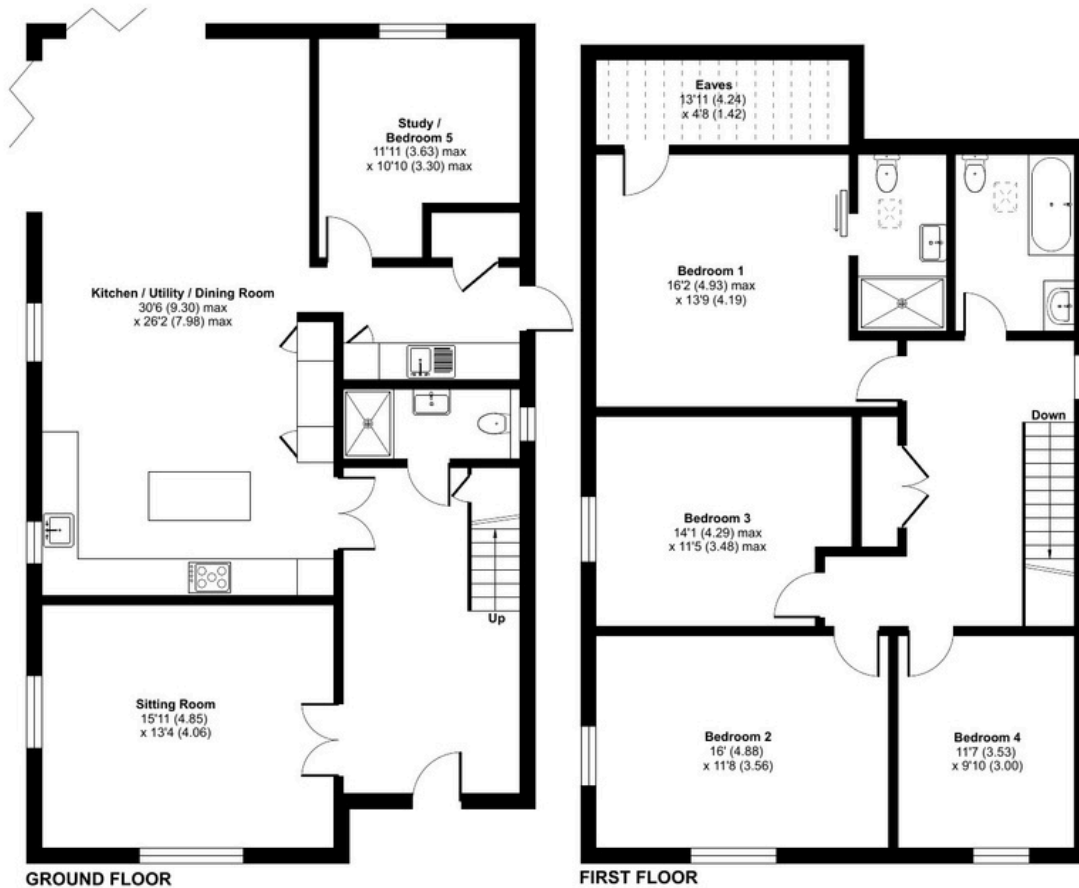 Study /
Bedroom 5
11'11 (3.63) max
x 10'10 (3.30) max
Kitchen / Utility / Dining Room
30'6 (9.30) max
x 26'2 (7.98) max
Up
Sitting Room
15'11 (4.85)
x 13'4 (4.06)
GROUND FLOOR
Eaves
13'11 (4.24)
x 4'8 (1.42)
Bedroom 1
16'2 (4.93) max
x 13'9 (4.19)
Down
Bedroom 3
14'1 (4.29) max
x 11'5 (3.48) max
Bedroom 2
16' (4.88)
x 11'8 (3.56)
Bedroom 4
11'7 (3.53)
x 9'10 (3.00)
FIRST FLOOR